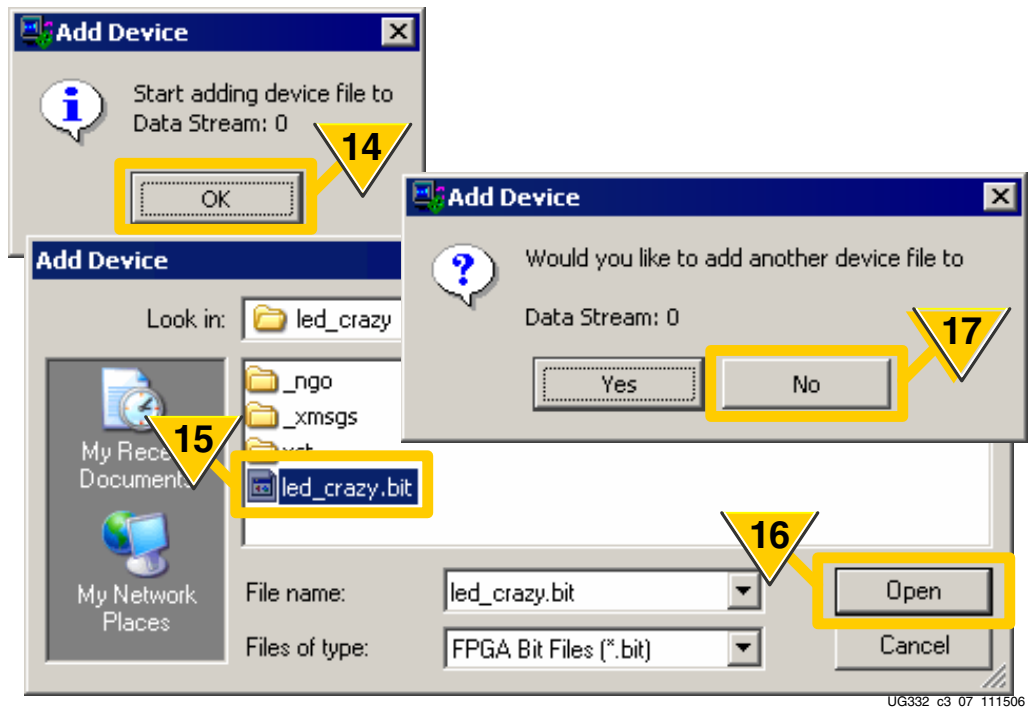 Add Device
Start adding device file to
Data Stream: 0
14
OK
Add Device
Would you like to add another device file to
Data Stream: 0
17
Yes
No
Add Device
Look in:
led_crazy
_ngo
_xmsgs
15
My Recent
Documents
led_crazy.bit
16
My Network
Places
File name:
led_crazy.bit
Open
Files of type:
FPGA Bit Files (*.bit)
Cancel
UG332_c3_07_111506